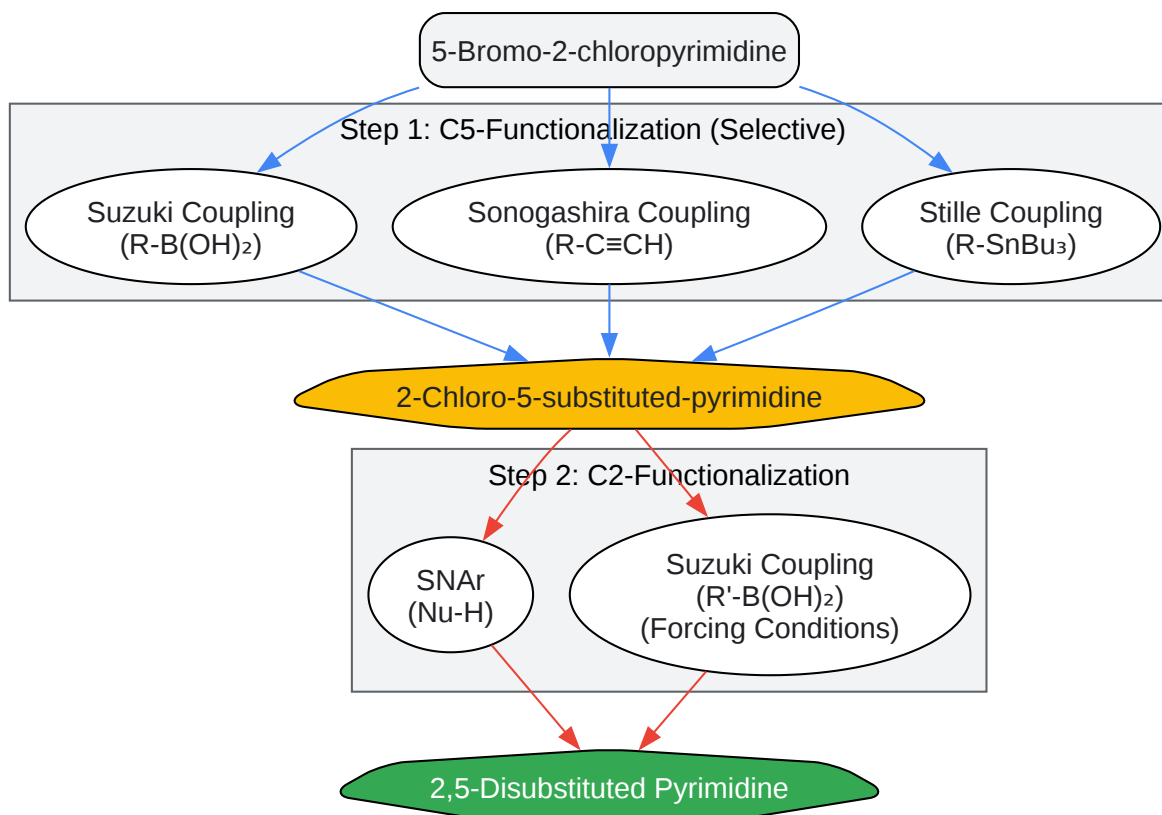 5-Bromo-2-chloropyrimidine
Step 1: C5-Functionalization (Selective)
Suzuki Coupling
(R-B(OH)₂)
Sonogashira Coupling
(R-C≡CH)
Stille Coupling
(R-SnBu₃)
2-Chloro-5-substituted-pyrimidine
Step 2: C2-Functionalization
SNAr
(Nu-H)
Suzuki Coupling
(R'-B(OH)₂)
(Forcing Conditions)
2,5-Disubstituted Pyrimidine